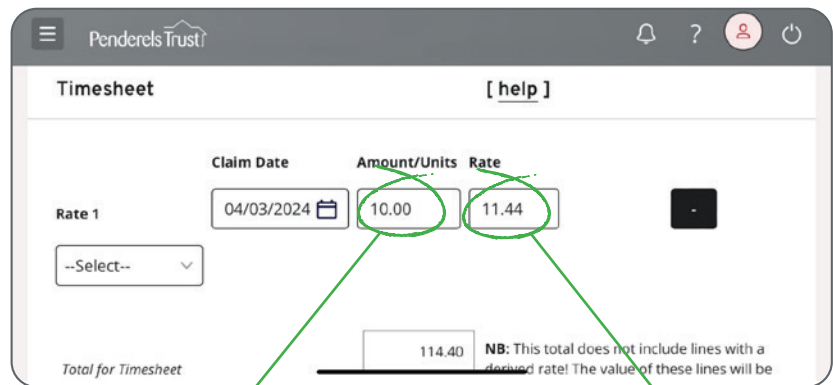 Penderels Trust
?
Timesheet [ help ]
Claim Date Amount/Units Rate
Rate 1 04/03/2024 10.00 11.44 -
--Select--
Total for Timesheet 114.40 NB: This total does not include lines with a
derived rate! The value of these lines will be